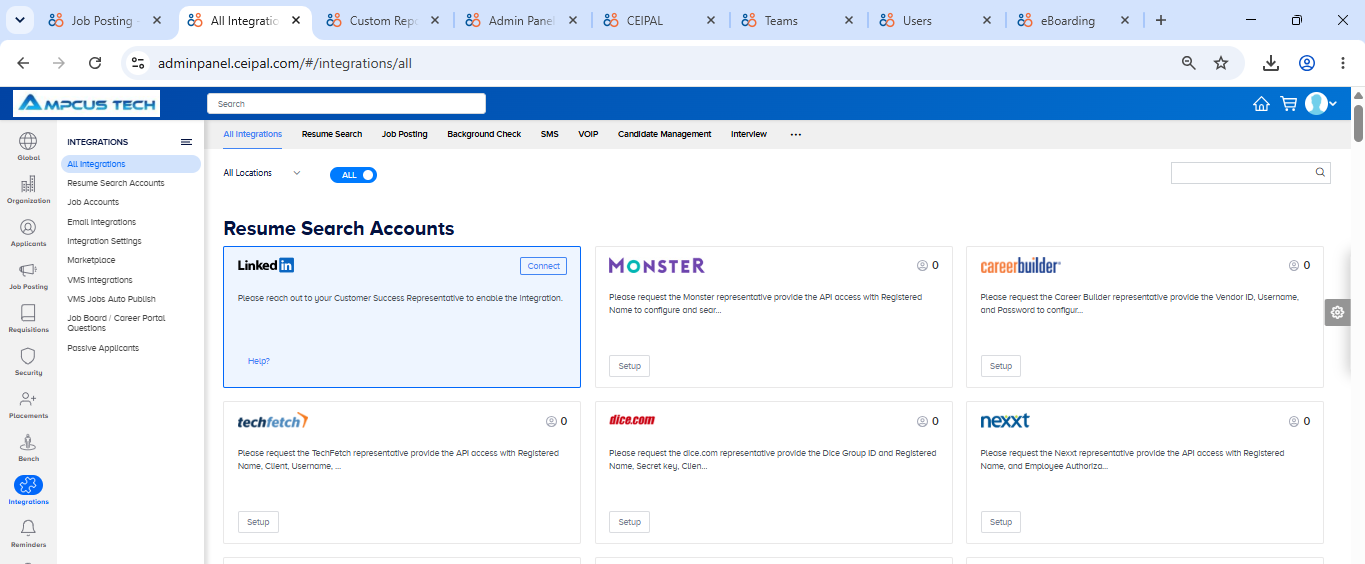 Job Posting -
All Integratio
Custom Repo
Admin Panel
CEIPAL
Teams
Users
eBoarding
adminpanel.ceipal.com/#/integrations/all
AMPCUS TECH
Search
Global
Organization
Applicants
Job Posting
Requisitions
Security
Placements
Bench
Integrations
Reminders
INTEGRATIONS
All Integrations
Resume Search Accounts
Job Accounts
Email Integrations
Integration Settings
Marketplace
VMS Integrations
VMS Jobs Auto Publish
Job Board / Career Portal
Questions
Passive Applicants
All Integrations
Resume Search
Job Posting
Background Check
SMS
VOIP
Candidate Management
Interview
...
All Locations
ALL
Resume Search Accounts
Linked in
Connect
Please reach out to your Customer Success Representative to enable the Integration.
Help?
MONSTER
0
Please request the Monster representative provide the API access with Registered
Name to configure and sear...
Setup
careerbuilder
0
Please request the Career Builder representative provide the Vendor ID, Username,
and Password to configur...
Setup
techfetch
0
Please request the TechFetch representative provide the API access with Registered
Name, Client, Username, ...
Setup
dice.com
0
Please request the dice.com representative provide the Dice Group ID and Registered
Name, Secret key, Clien...
Setup
nexxt
0
Please request the Nexxt representative provide the API access with Registered
Name, and Employee Authoriza...
Setup